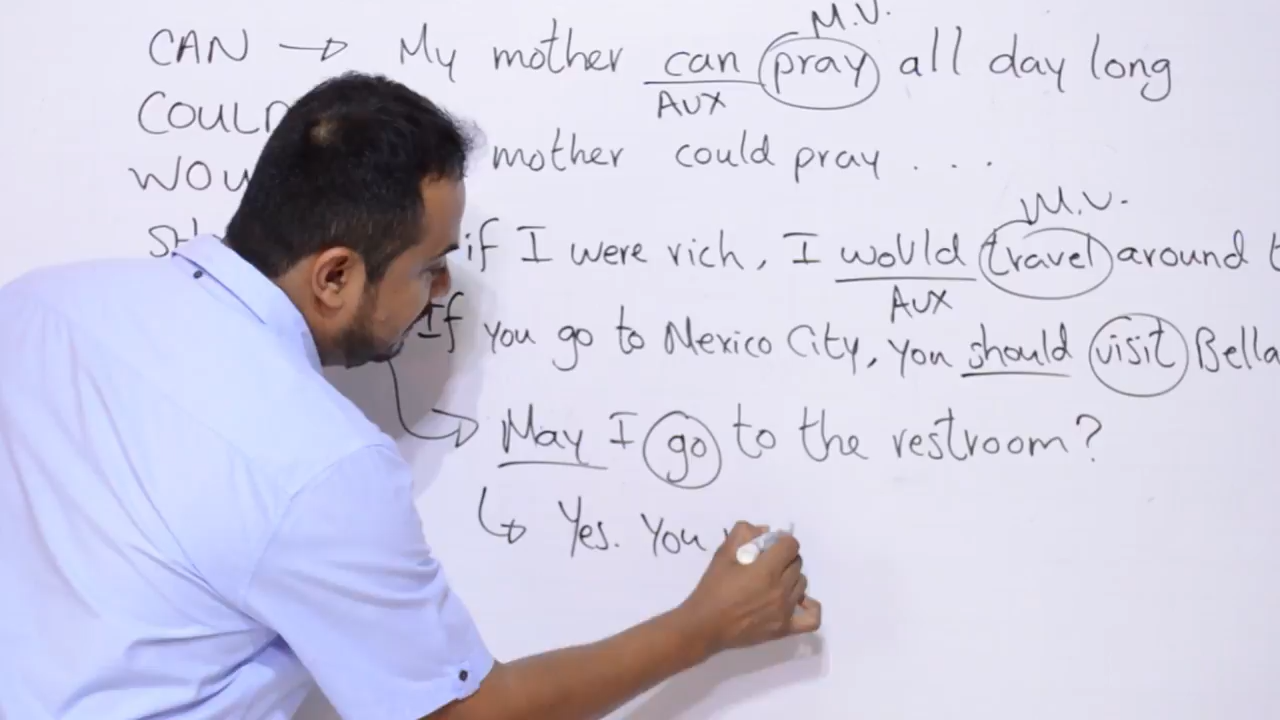 M.V.
CAN → My mother can pray all day long
AUX
COULD
mother could pray ...
M.V.
if I were rich, I would travel around
AUX
If you go to Mexico City, you should visit Bella
May I go to the restroom?
Yes. You